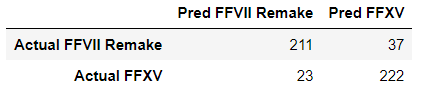 Pred FFVII Remake Pred FFXV
Actual FFVII Remake 211 37
Actual FFXV 23 222